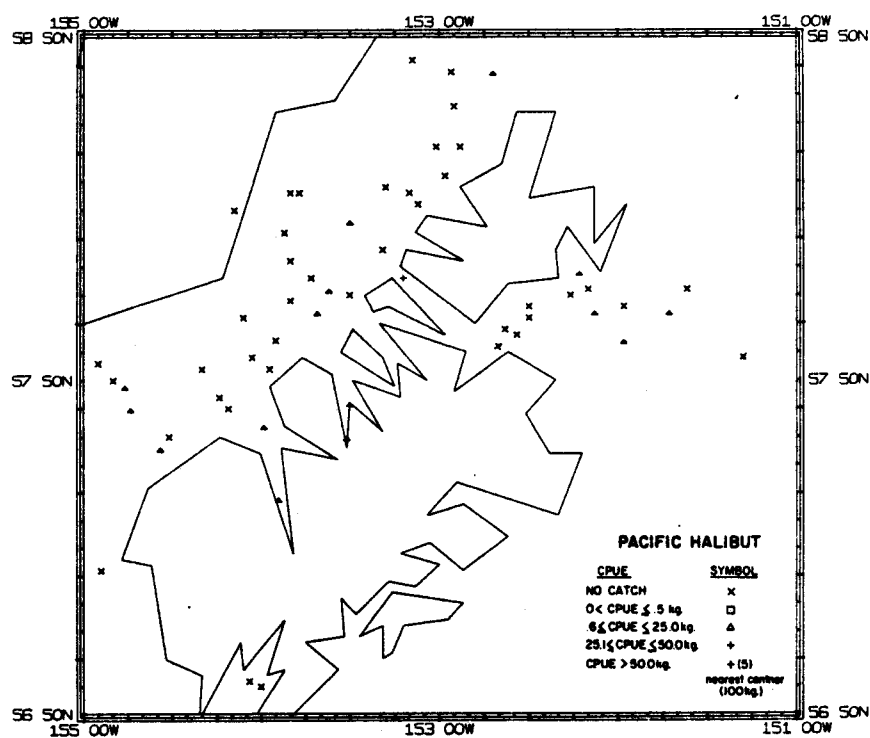 155 00W 153 00W 151 00W
58 50N 58 50N
57 50N 57 50N
PACIFIC HALIBUT
CPUE SYMBOL
NO CATCH x
0 < CPUE ≤ .5 kg. □
.6 ≤ CPUE ≤ 25.0 kg. △
25.1 ≤ CPUE ≤ 50.0 kg. +
CPUE > 50.0 kg. + (5)
nearest centner
(100 kg.)
56 50N 56 50N
155 00W 153 00W 151 00W